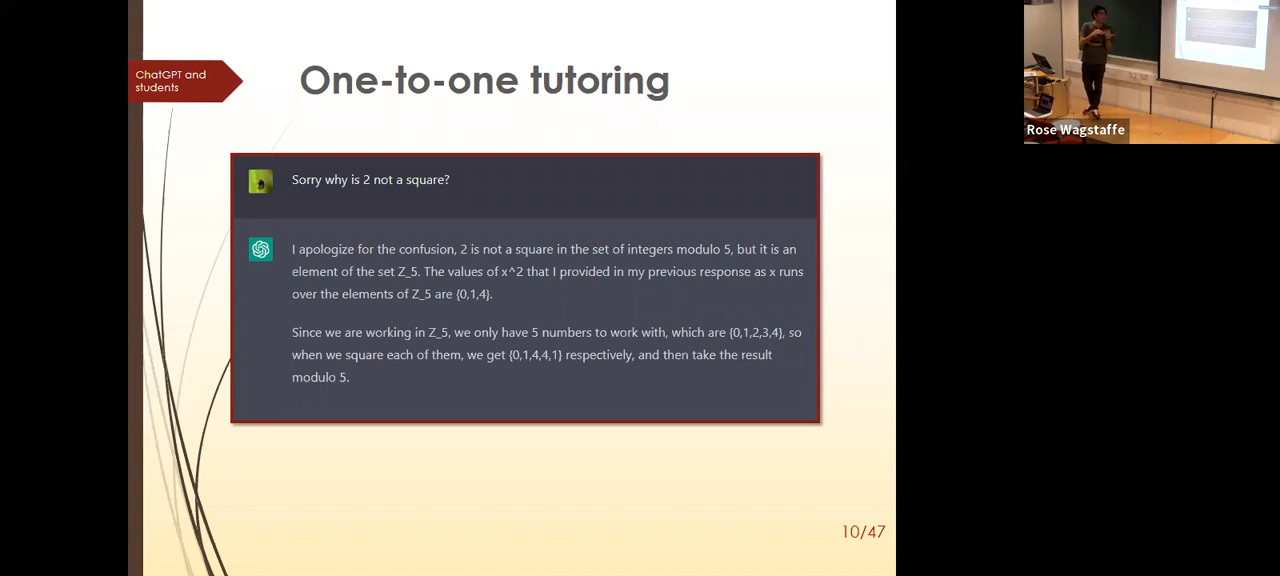 ChatGPT and
students
One-to-one tutoring
Sorry why is 2 not a square?
I apologize for the confusion, 2 is not a square in the set of integers modulo 5, but it is an
element of the set Z_5. The values of x^2 that I provided in my previous response as x runs
over the elements of Z_5 are {0,1,4}.
Since we are working in Z_5, we only have 5 numbers to work with, which are {0,1,2,3,4}, so
when we square each of them, we get {0,1,4,4,1} respectively, and then take the result
modulo 5.
10/47
Rose Wagstaffe